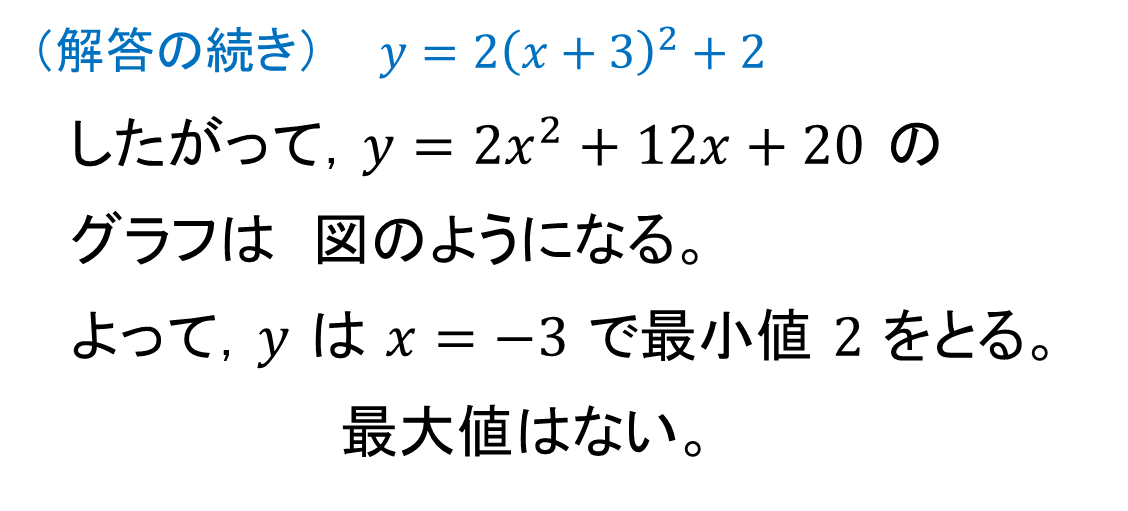 （解答の続き） y = 2(x + 3)² + 2
したがって, y = 2x² + 12x + 20 の
グラフは 図のようになる。
よって, y は x = −3 で最小値 2 をとる。
最大値はない。